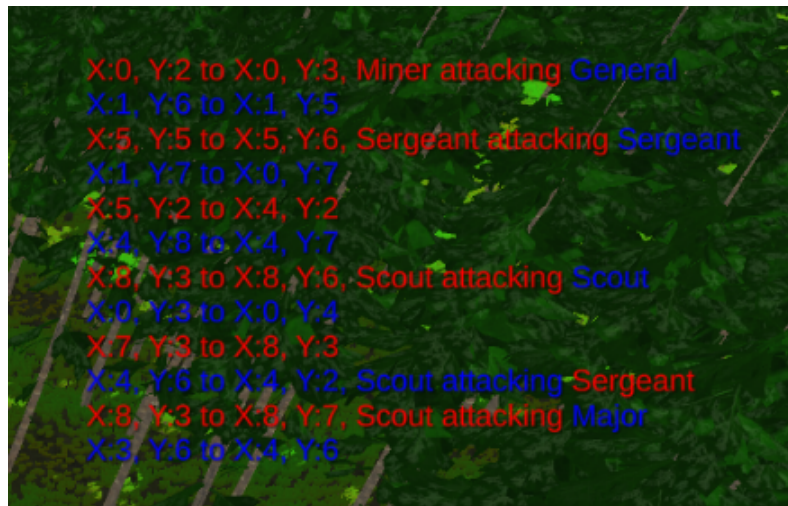 X:0, Y:2 to X:0, Y:3, Miner attacking General
X:1, Y:6 to X:1, Y:5
X:5, Y:5 to X:5, Y:6, Sergeant attacking Sergeant
X:1, Y:7 to X:0, Y:7
X:5, Y:2 to X:4, Y:2
X:4, Y:8 to X:4, Y:7
X:8, Y:3 to X:8, Y:6, Scout attacking Scout
X:0, Y:3 to X:0, Y:4
X:7, Y:3 to X:8, Y:3
X:4, Y:6 to X:4, Y:2, Scout attacking Sergeant
X:8, Y:3 to X:8, Y:7, Scout attacking Major
X:3, Y:6 to X:4, Y:6